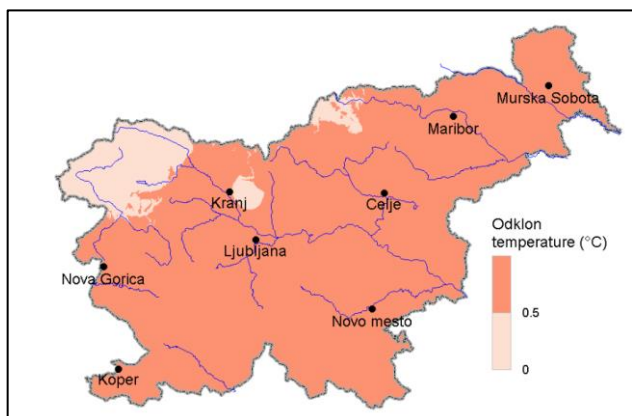 Murska Sobota
Maribor
Kranj
Celje
Ljubljana
Nova Gorica
Novo mesto
Koper
Odklon
temperature (°C)
0.5
0